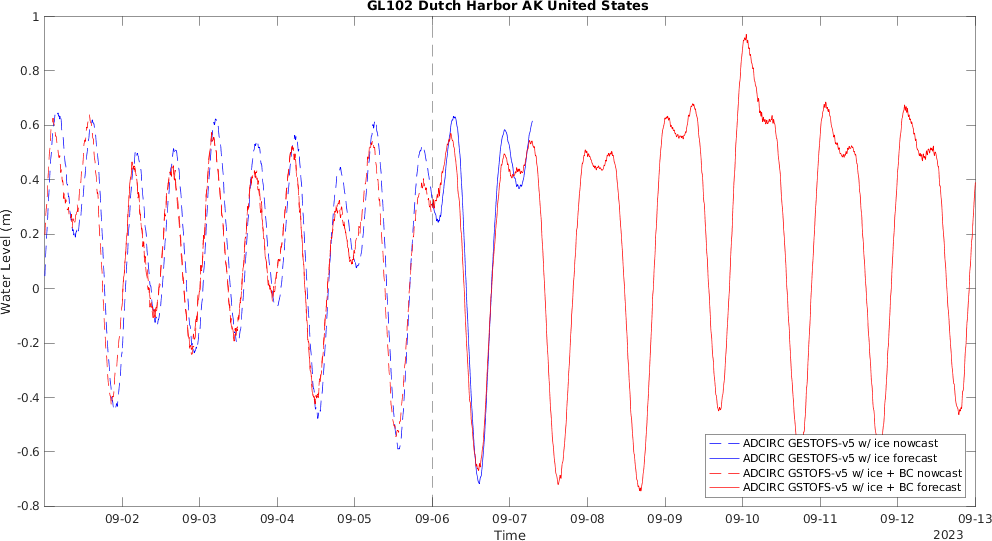 GL102 Dutch Harbor AK United States
1
0.8
0.6
0.4
0.2
0
-0.2
-0.4
-0.6
-0.8
Water Level (m)
ADCIRC GESTOFS-v5 w/ ice nowcast
ADCIRC GESTOFS-v5 w/ ice forecast
ADCIRC GSTOFS-v5 w/ ice + BC nowcast
ADCIRC GSTOFS-v5 w/ ice + BC forecast
09-02 09-03 09-04 09-05 09-06 09-07 09-08 09-09 09-10 09-11 09-12 09-13
Time
2023